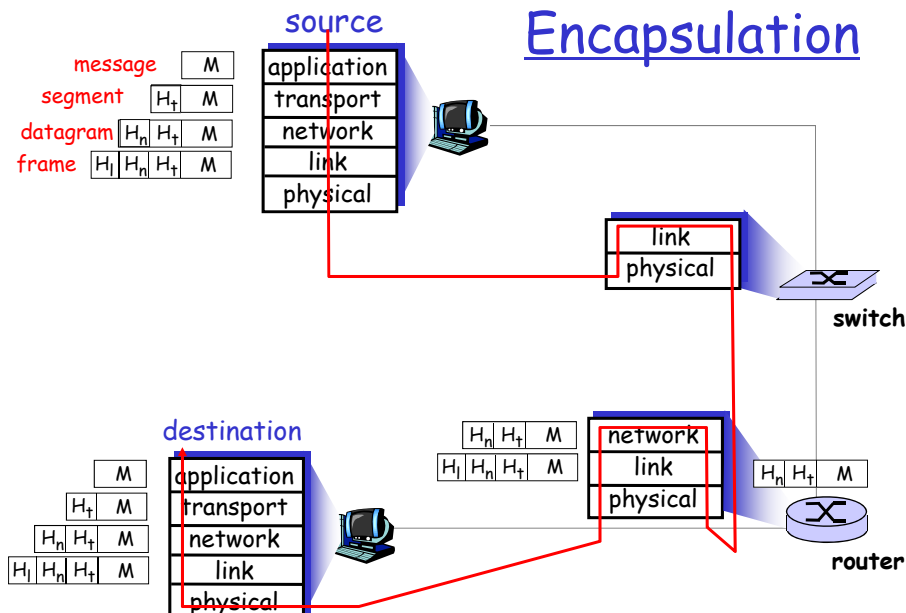 Encapsulation
source
message M
segment Ht M
datagram Hn Ht M
frame Hl Hn Ht M
application
transport
network
link
physical
link
physical
switch
destination
M
Ht M
Hn Ht M
Hl Hn Ht M
application
transport
network
link
physical
Hn Ht M
Hl Hn Ht M
network
link
physical
Hn Ht M
router